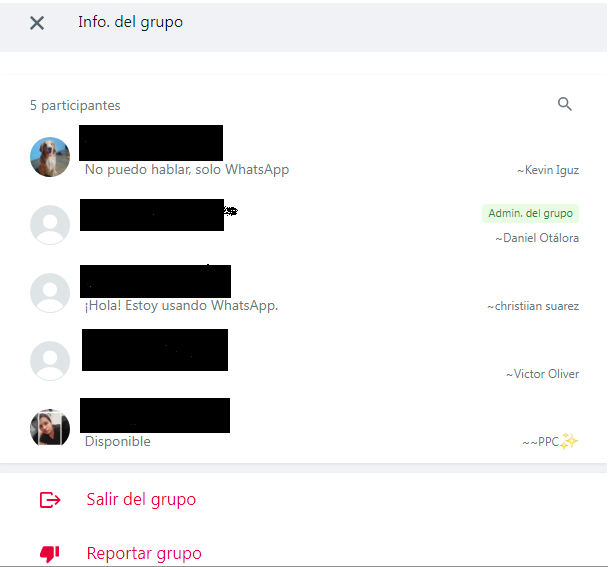 Info. del grupo
5 participantes
No puedo hablar, solo WhatsApp
~Kevin Iguz
Admin. del grupo
~Daniel Otálora
¡Hola! Estoy usando WhatsApp.
~christiian suarez
~Victor Oliver
Disponible
~~PPC✨
Salir del grupo
Reportar grupo